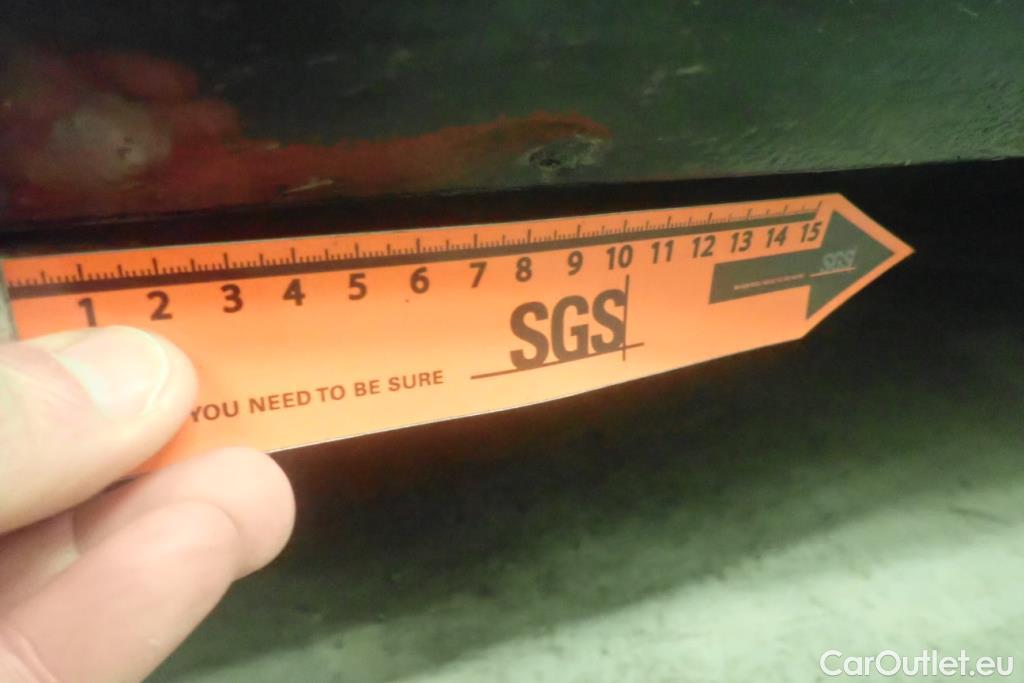 1 2 3 4 5 6 7 8 9 10 11 12 13 14 15
SGS
YOU NEED TO BE SURE
CarOutlet.eu